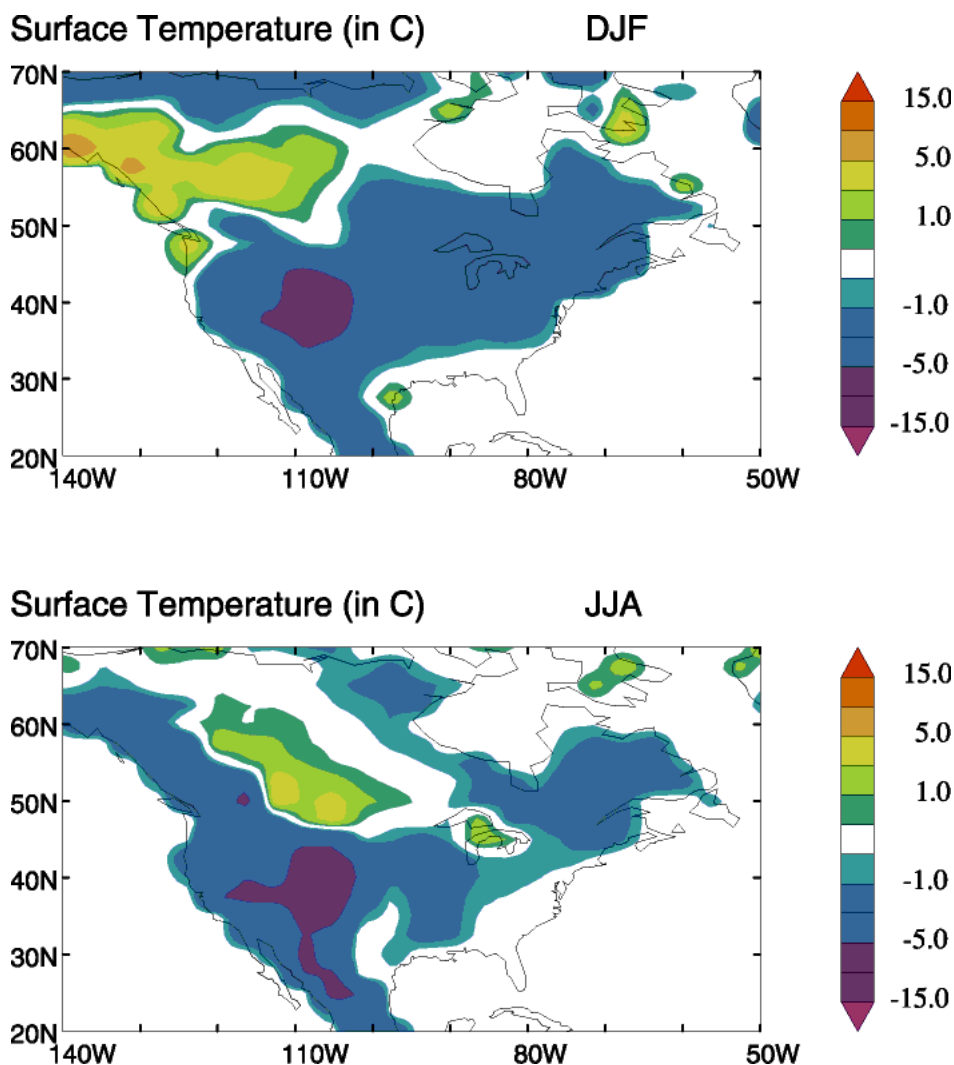 Surface Temperature (in C) DJF
70N
60N
50N
40N
30N
20N
140W 110W 80W 50W
15.0
5.0
1.0
-1.0
-5.0
-15.0
Surface Temperature (in C) JJA
70N
60N
50N
40N
30N
20N
140W 110W 80W 50W
15.0
5.0
1.0
-1.0
-5.0
-15.0